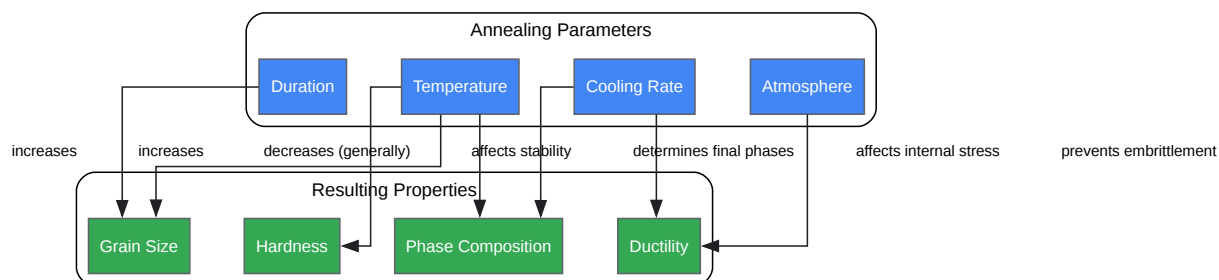 Annealing Parameters
Duration
Temperature
Cooling Rate
Atmosphere
increases
increases
decreases (generally)
affects stability
determines final phases
affects internal stress
prevents embrittlement
Resulting Properties
Grain Size
Hardness
Phase Composition
Ductility